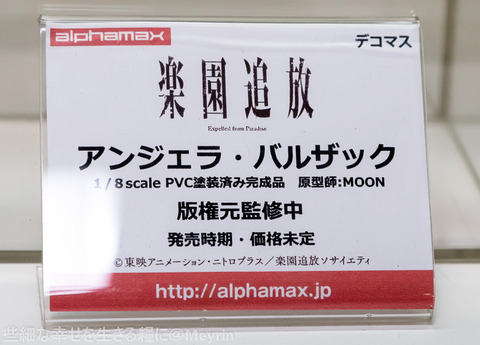 alphamax
デコマス
楽園追放
Expelled from Paradise
アンジェラ・バルザック
1/8scale PVC塗装済み完成品 原型師:MOON
版権元監修中
発売時期・価格未定
©東映アニメーション・ニトロプラス／楽園追放ソサイエティ
http://alphamax.jp
些細な幸せを生きる糧に@Meyrin